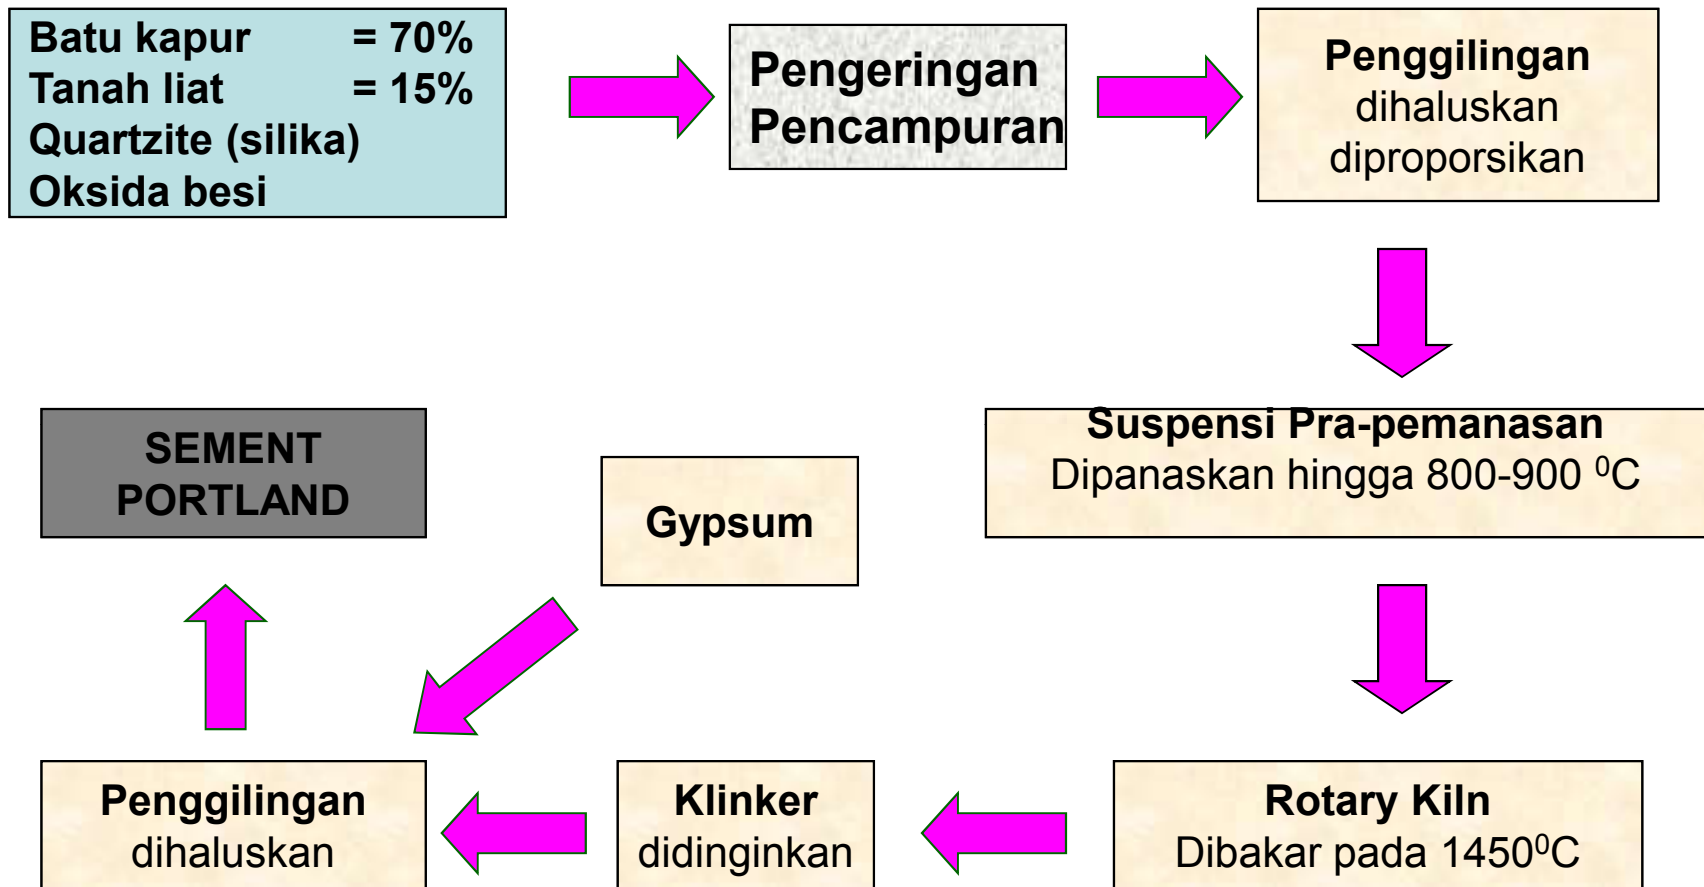 Batu kapur = 70%
Tanah liat = 15%
Quartzite (silika)
Oksida besi
Pengeringan
Pencampuran
Penggilingan
dihaluskan
diproporsikan
Suspensi Pra-pemanasan
Dipanaskan hingga 800-900 ⁰C
Rotary Kiln
Dibakar pada 1450⁰C
Klinker
didinginkan
Gypsum
Penggilingan
dihaluskan
SEMENT
PORTLAND